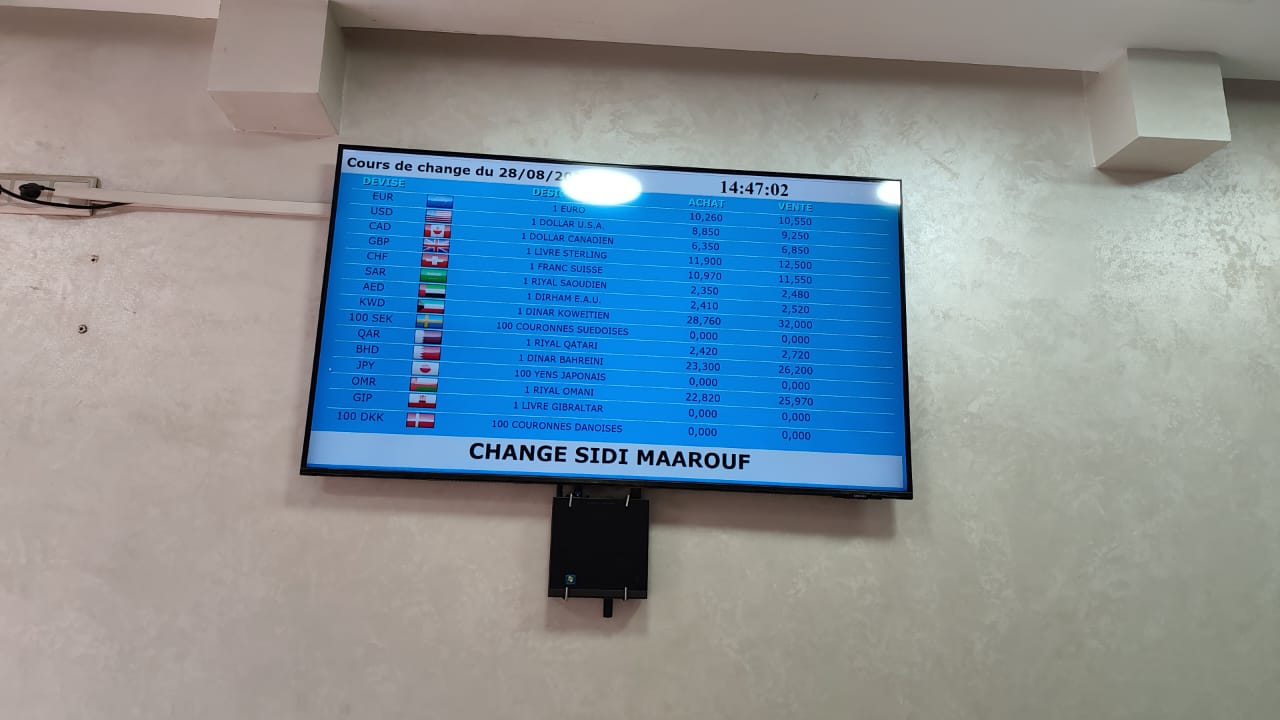 Cours de change du 14:47:02
DEVISE ACHAT VENTE
EUR 1 EURO 10,260 10,550
USD 1 DOLLAR U.S.A. 8,850 9,250
CAD 1 DOLLAR CANADIEN 6,350 6,850
GBP 1 LIVRE STERLING 11,900 12,500
CHF 1 FRANC SUISSE 10,970 11,550
SAR 1 RIYAL SAOUDIEN 2,350 2,480
AED 1 DIRHAM E.A.U. 2,410 2,520
KWD 1 DINAR KOWEITIEN 28,760 32,000
100 SEK 100 COURONNES SUEDOISES 0,000 0,000
QAR 1 RIYAL QATARI 2,420 2,720
BHD 1 DINAR BAHREINI 23,300 26,200
JPY 100 YENS JAPONAIS 0,000 0,000
OMR 1 RIYAL OMANI 22,820 25,970
GIP 1 LIVRE GIBRALTAR 0,000 0,000
100 DKK 100 COURONNES DANOISES 0,000 0,000
CHANGE SIDI MAAROUF